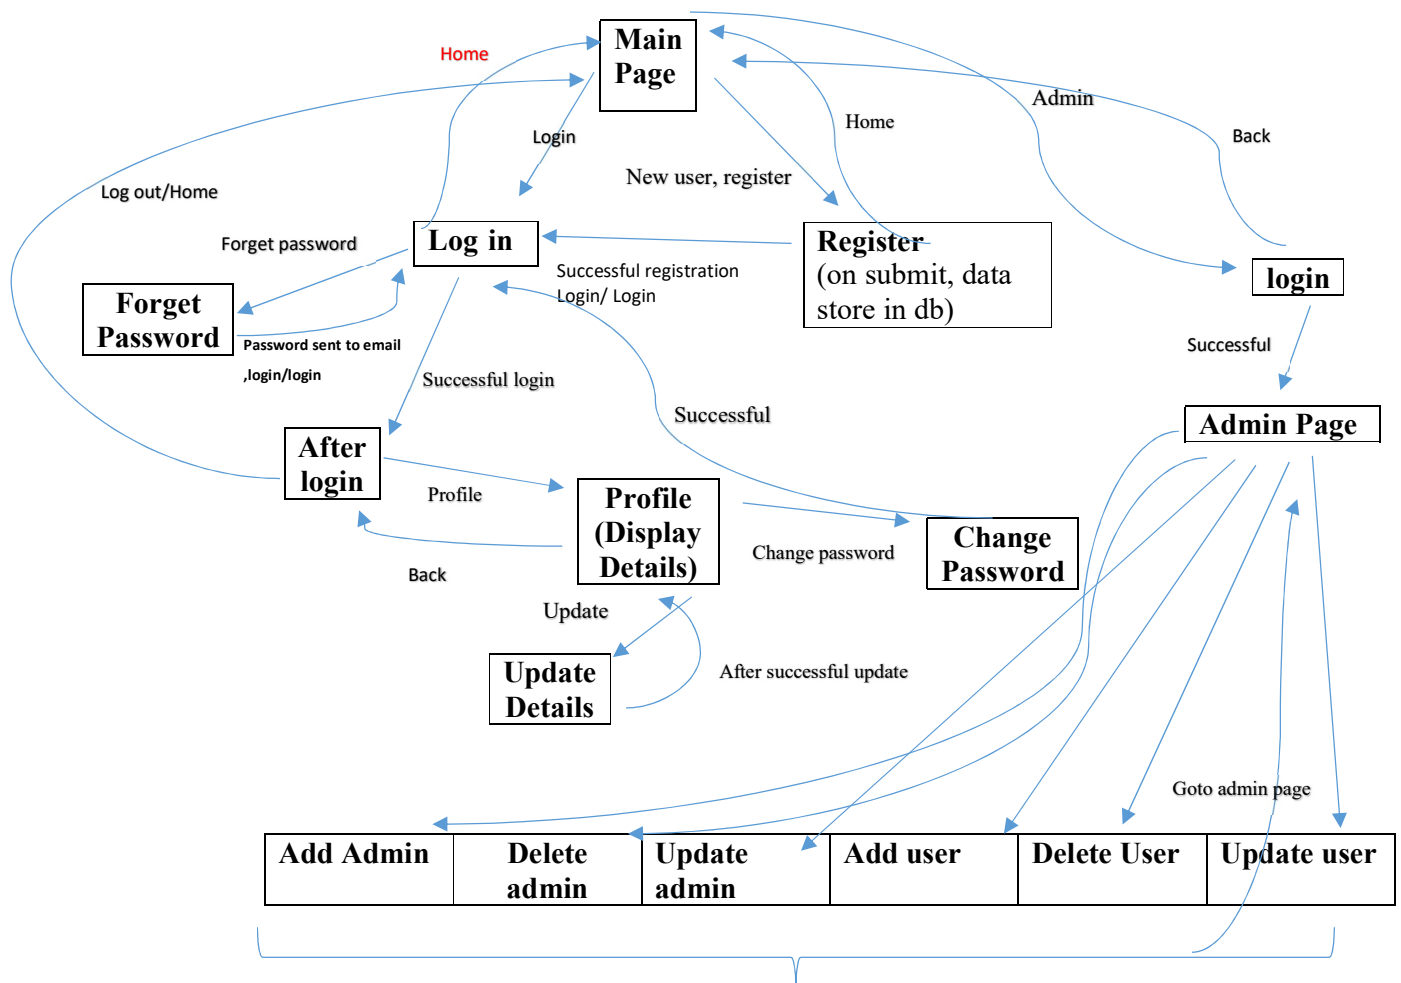 Main
Page
Home
Admin
Home
Back
Login
New user, register
Log out/Home
Forget password
Log in
Register
(on submit, data
store in db)
Successful registration
Login/ Login
login
Forget
Password
Password sent to email
,login/login
Successful
Successful login
Successful
Admin Page
After
login
Profile
Profile
(Display
Details)
Change password
Change
Password
Back
Update
Update
Details
After successful update
Goto admin page
Add Admin
Delete
admin
Update
admin
Add user
Delete User
Update user